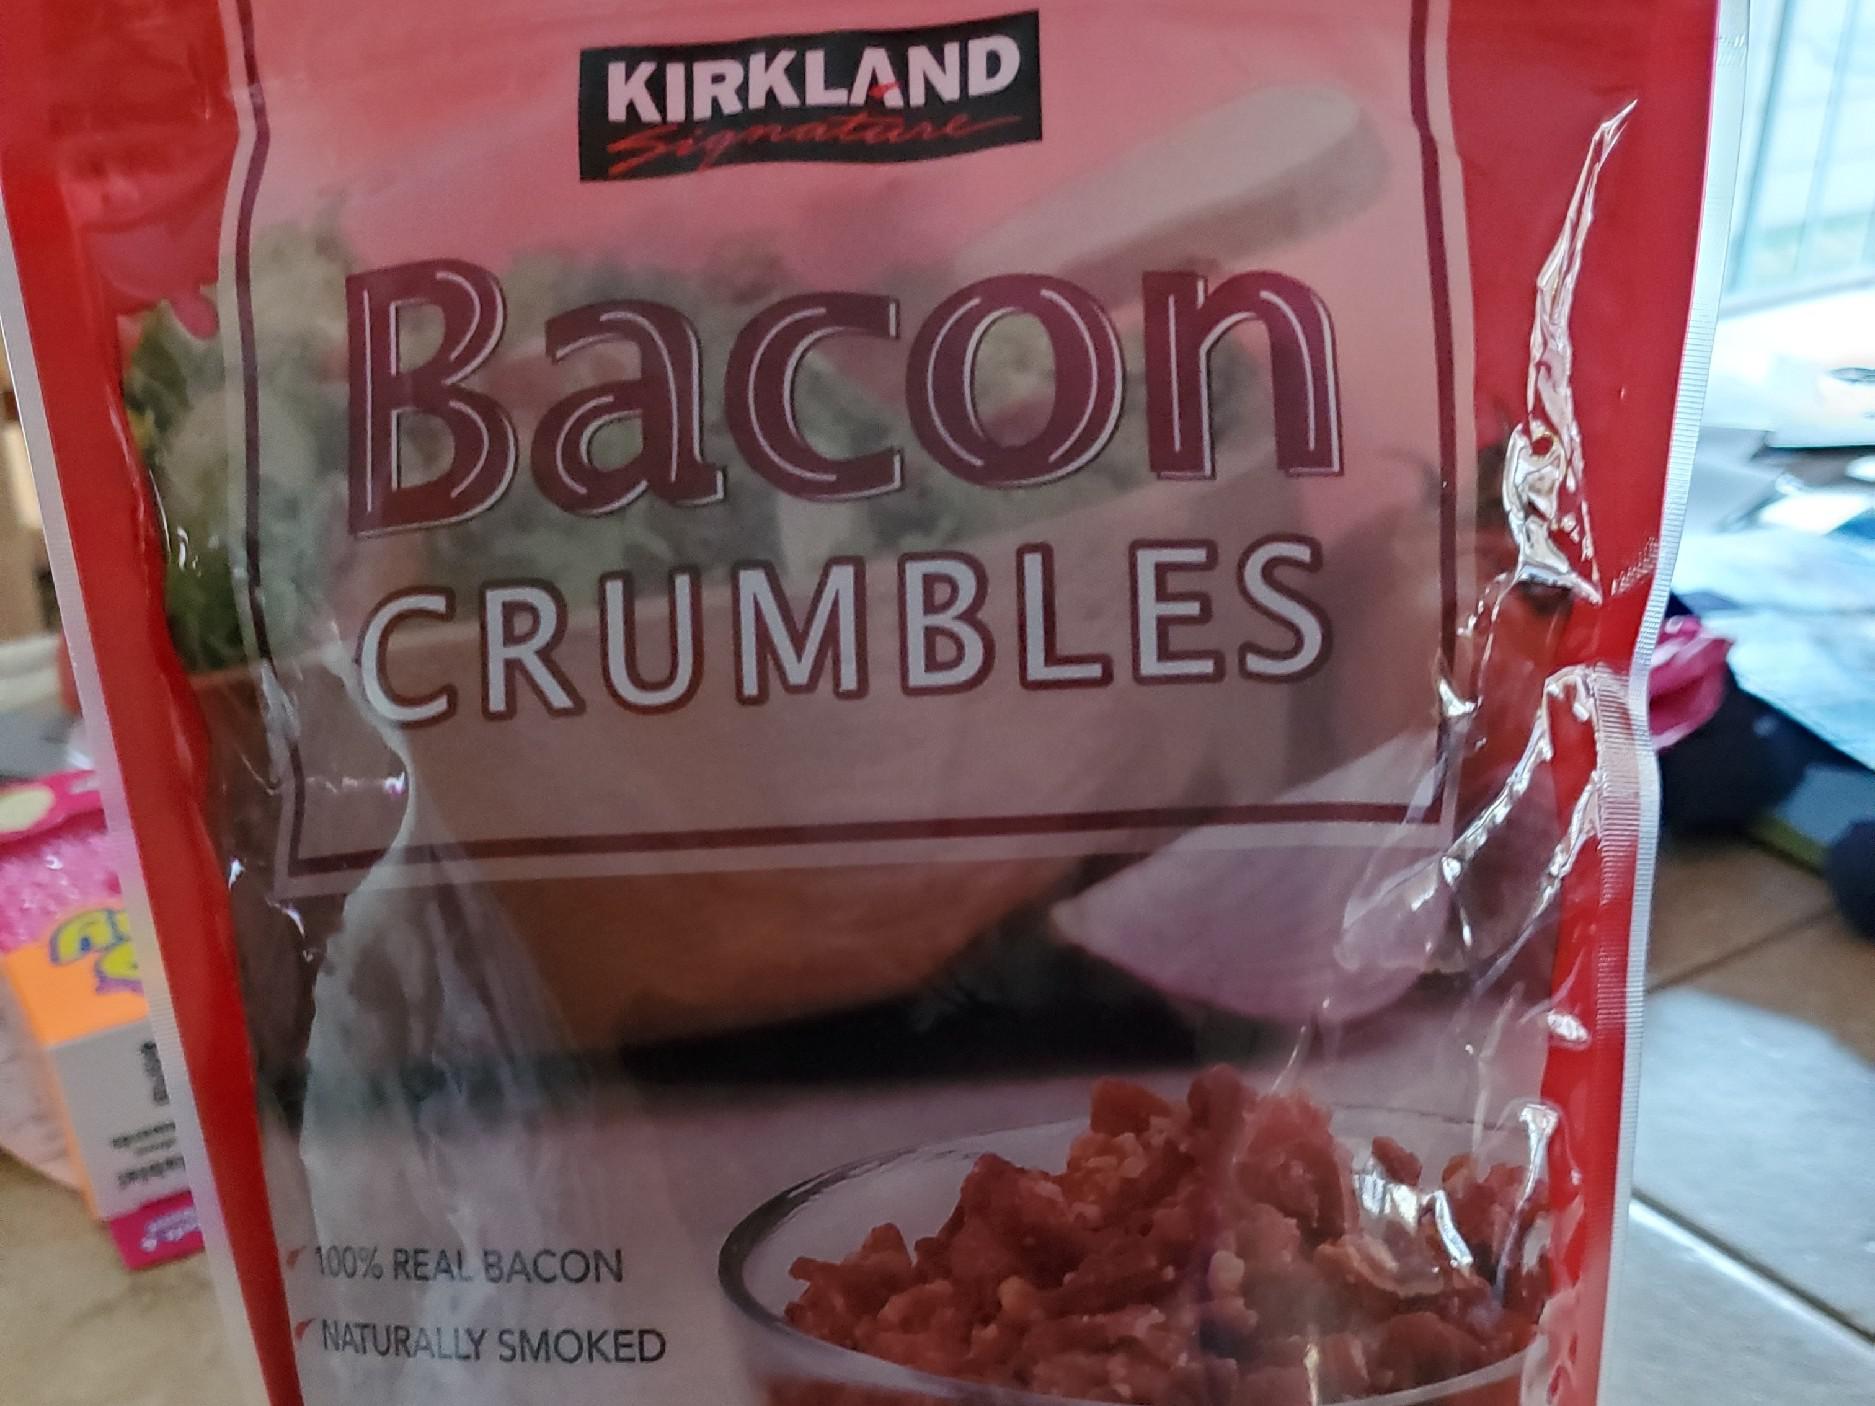 KIRKLAND
Signature
Bacon
CRUMBLES
100% REAL BACON
NATURALLY SMOKED